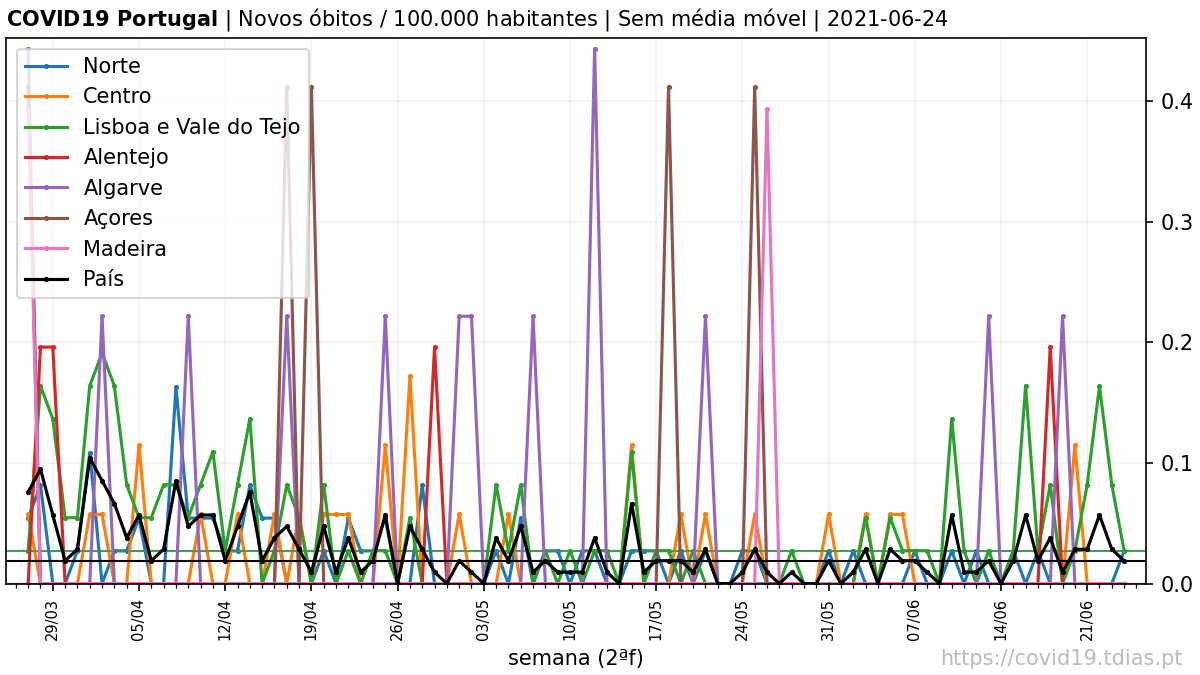 COVID19 Portugal | Novos óbitos / 100.000 habitantes | Sem média móvel | 2021-06-24
Norte
Centro
Lisboa e Vale do Tejo
Alentejo
Algarve
Açores
Madeira
País
0.4
0.3
0.2
0.1
0.0
29/03 05/04 12/04 19/04 26/04 03/05 10/05 17/05 24/05 31/05 07/06 14/06 21/06
semana (2ªf)
https://covid19.tdias.pt